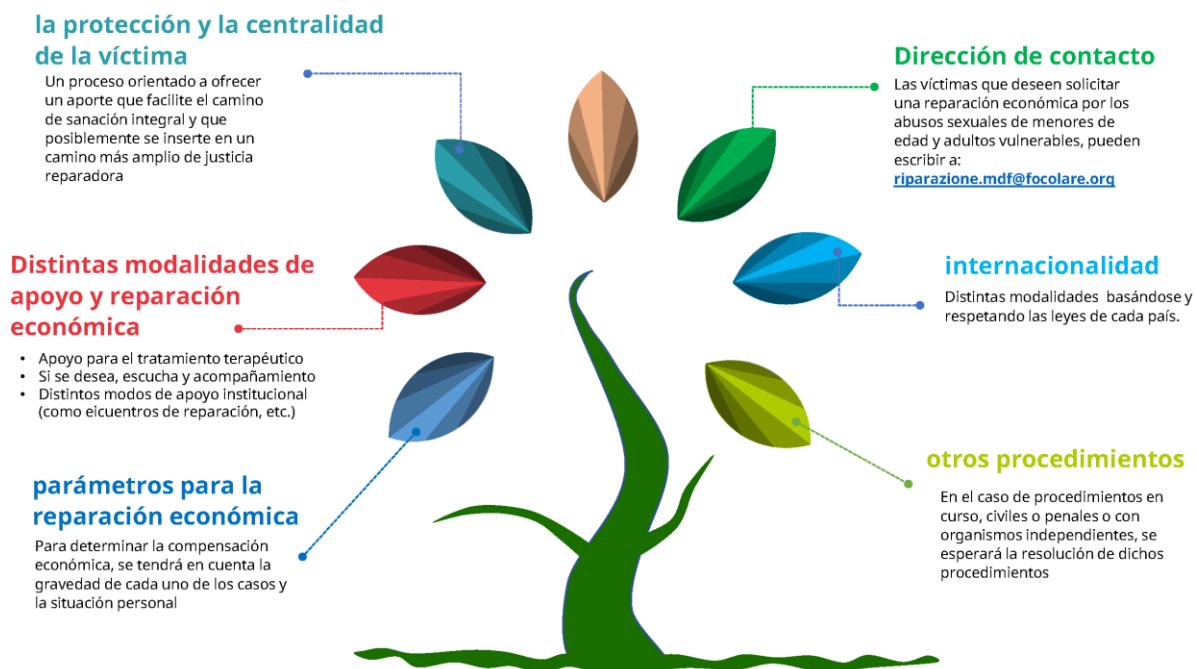 la protección y la centralidad
de la víctima
Un proceso orientado a ofrecer
un aporte que facilite el camino
de sanación integral y que
posiblemente se inserte en un
camino más amplio de justicia
reparadora
Distintas modalidades de
apoyo y reparación
económica
• Apoyo para el tratamiento terapéutico
• Si se desea, escucha y acompañamiento
• Distintos modos de apoyo institucional
(como eicuentros de reparación, etc.)
parámetros para la
reparación económica
Para determinar la compensación
económica, se tendrá en cuenta la
gravedad de cada uno de los casos y
la situación personal
Dirección de contacto
Las víctimas que deseen solicitar
una reparación económica por los
abusos sexuales de menores de
edad y adultos vulnerables, pueden
escribir a:
riparazione.mdf@focolare.org
internacionalidad
Distintas modalidades basándose y
respetando las leyes de cada país.
otros procedimientos
En el caso de procedimientos en
curso, civiles o penales o con
organismos independientes, se
esperará la resolución de dichos
procedimientos